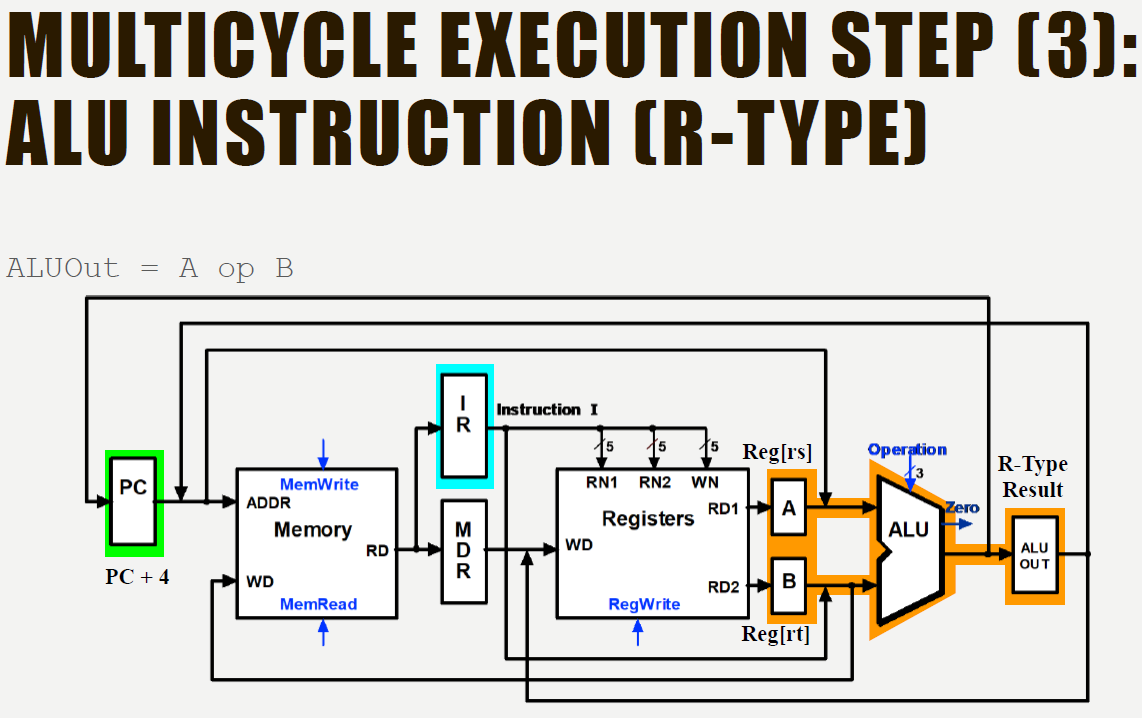 MULTICYCLE EXECUTION STEP (3):
ALU INSTRUCTION (R-TYPE)
ALUOut = A op B
PC
PC + 4
MemWrite
ADDR
Memory
RD
WD
MemRead
I
R
Instruction I
M
D
R
5
5
5
RN1
RN2
WN
RD1
Registers
WD
RD2
RegWrite
Reg[rs]
A
B
Reg[rt]
Operation
3
Zero
ALU
R-Type
Result
ALU
OUT